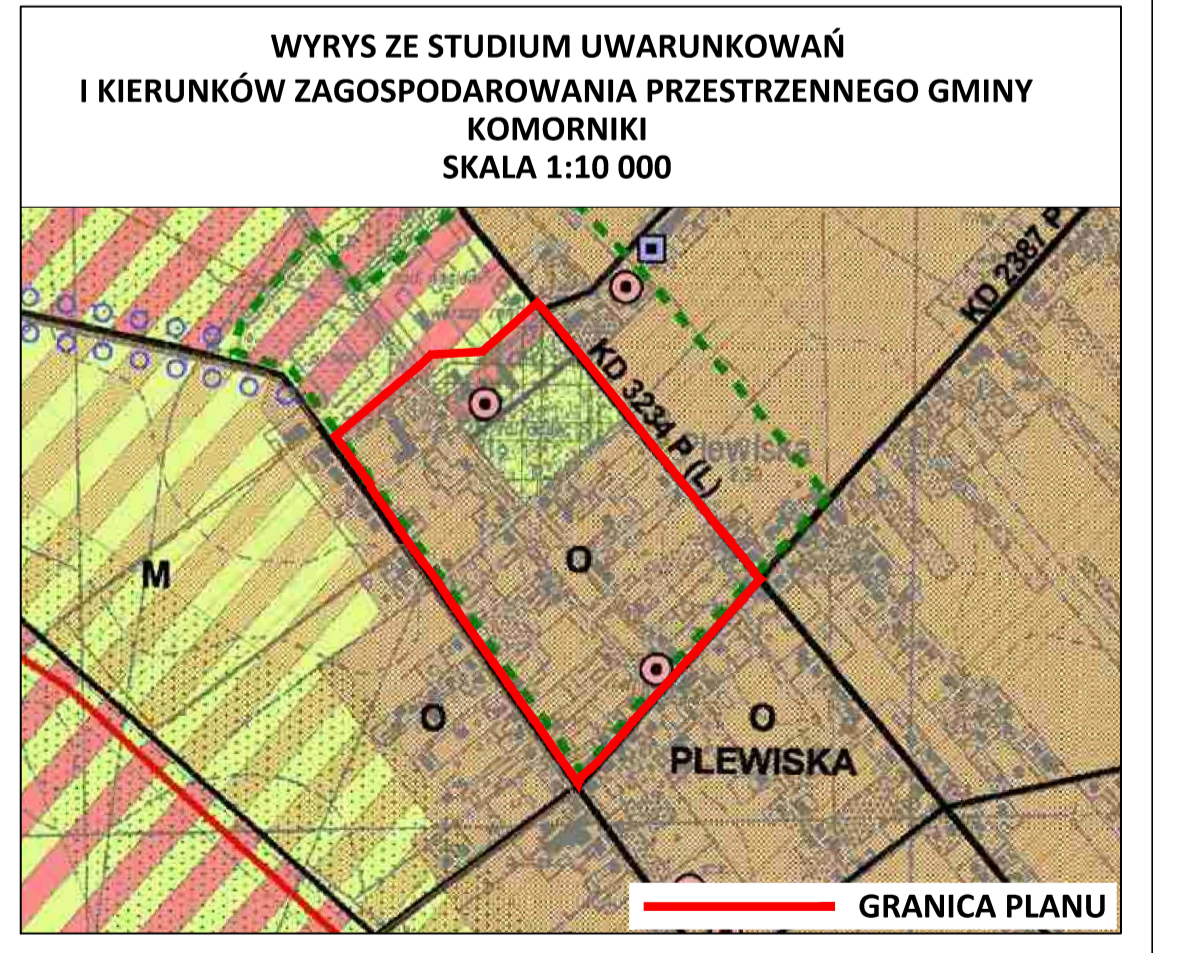 WYRYS ZE STUDIUM UWARUNKOWAŃ
I KIERUNKÓW ZAGOSPODAROWANIA PRZESTRZENNEGO GMINY
KOMORNIKI
SKALA 1:10 000
KD 2387 P
KD 3234 P (L)
Plewiska
M
O
O
O
PLEWISKA
GRANICA PLANU